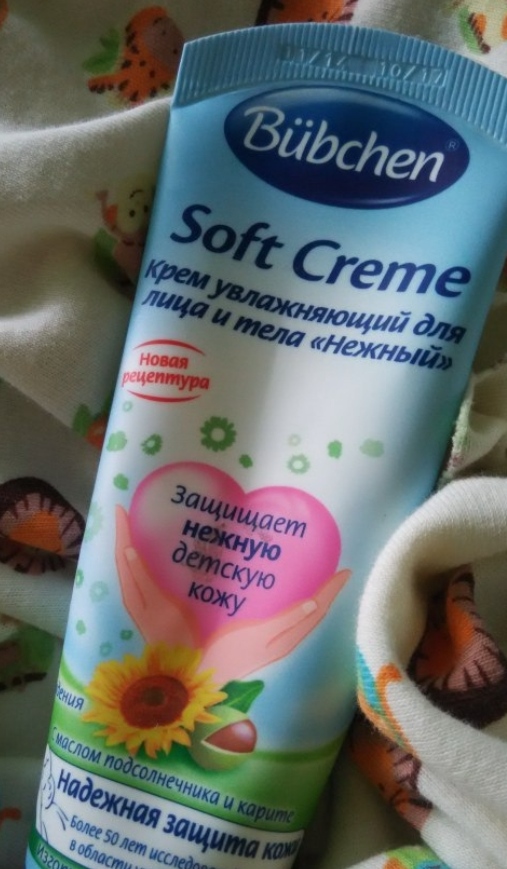 Bübchen®
Soft Creme
Крем увлажняющий для
лица и тела «Нежный»
Новая
рецептура
Защищает
нежную
детскую
кожу
с маслом подсолнечника и карите
Надежная защита кожи
Более 50 лет
в области